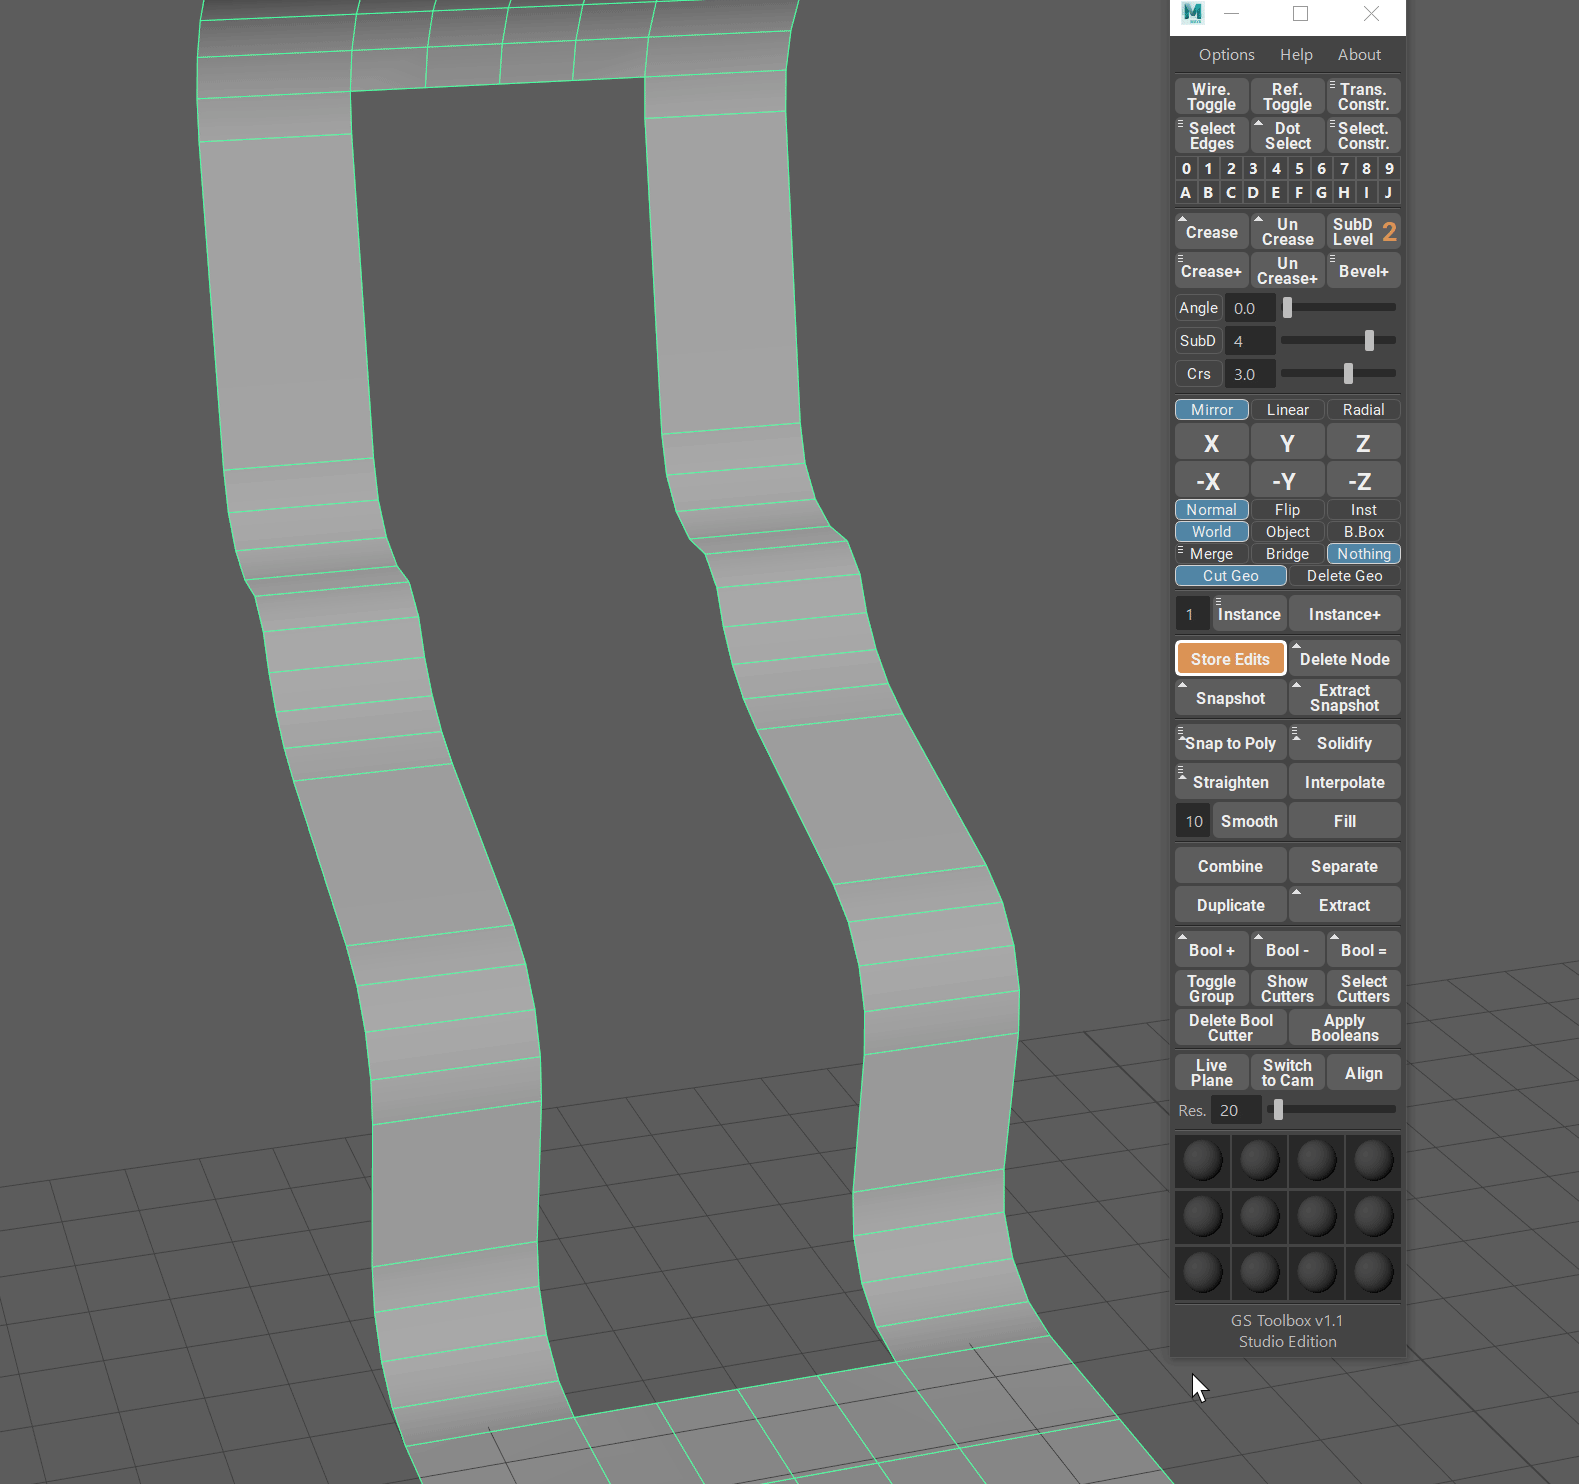 M
Options Help About
Wire. Toggle
Ref. Toggle
Trans. Constr.
Select Edges
Dot Select
Select. Constr.
0 1 2 3 4 5 6 7 8 9
A B C D E F G H I J
Crease
Un Crease
SubD Level 2
Crease+
Un Crease+
Bevel+
Angle 0.0
SubD 4
Crs 3.0
Mirror Linear Radial
X Y Z
-X -Y -Z
Normal Flip Inst
World Object B.Box
Merge Bridge Nothing
Cut Geo Delete Geo
1 Instance Instance+
Store Edits Delete Node
Snapshot
Extract Snapshot
Snap to Poly Solidify
Straighten Interpolate
10 Smooth Fill
Combine Separate
Duplicate Extract
Bool + Bool - Bool =
Toggle Group
Show Cutters
Select Cutters
Delete Bool Cutter
Apply Booleans
Live Plane
Switch to Cam
Align
Res. 20
GS Toolbox v1.1
Studio Edition